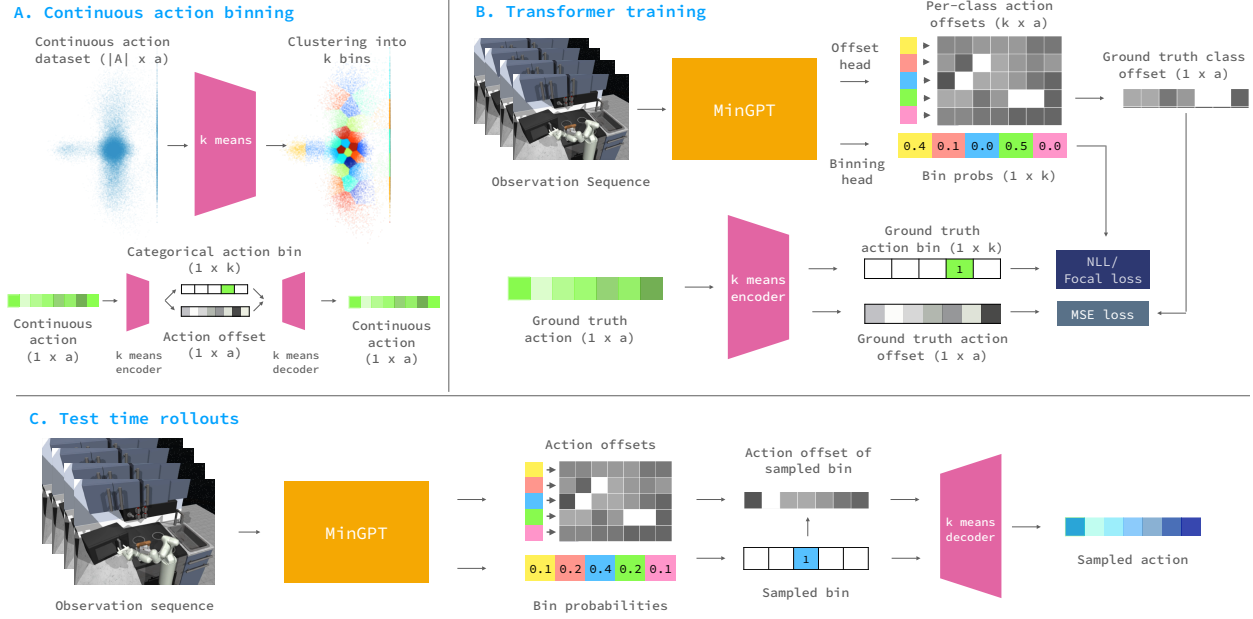 A. Continuous action binning
Continuous action
dataset (|A| x a)
Clustering into
k bins
k means
Categorical action bin
(1 x k)
Continuous
action
(1 x a)
k means
encoder
Action offset
(1 x a)
k means
decoder
Continuous
action
(1 x a)
B. Transformer training
Observation Sequence
MinGPT
Offset
head
Binning
head
Per-class action
offsets (k x a)
0.4 0.1 0.0 0.5 0.0
Bin probs (1 x k)
Ground truth class
offset (1 x a)
Ground truth
action (1 x a)
k means
encoder
Ground truth
action bin (1 x k)
1
Ground truth action
offset (1 x a)
NLL/
Focal loss
MSE loss
C. Test time rollouts
Observation sequence
MinGPT
Action offsets
0.1 0.2 0.4 0.2 0.1
Bin probabilities
Action offset of
sampled bin
1
Sampled bin
k means
decoder
Sampled action